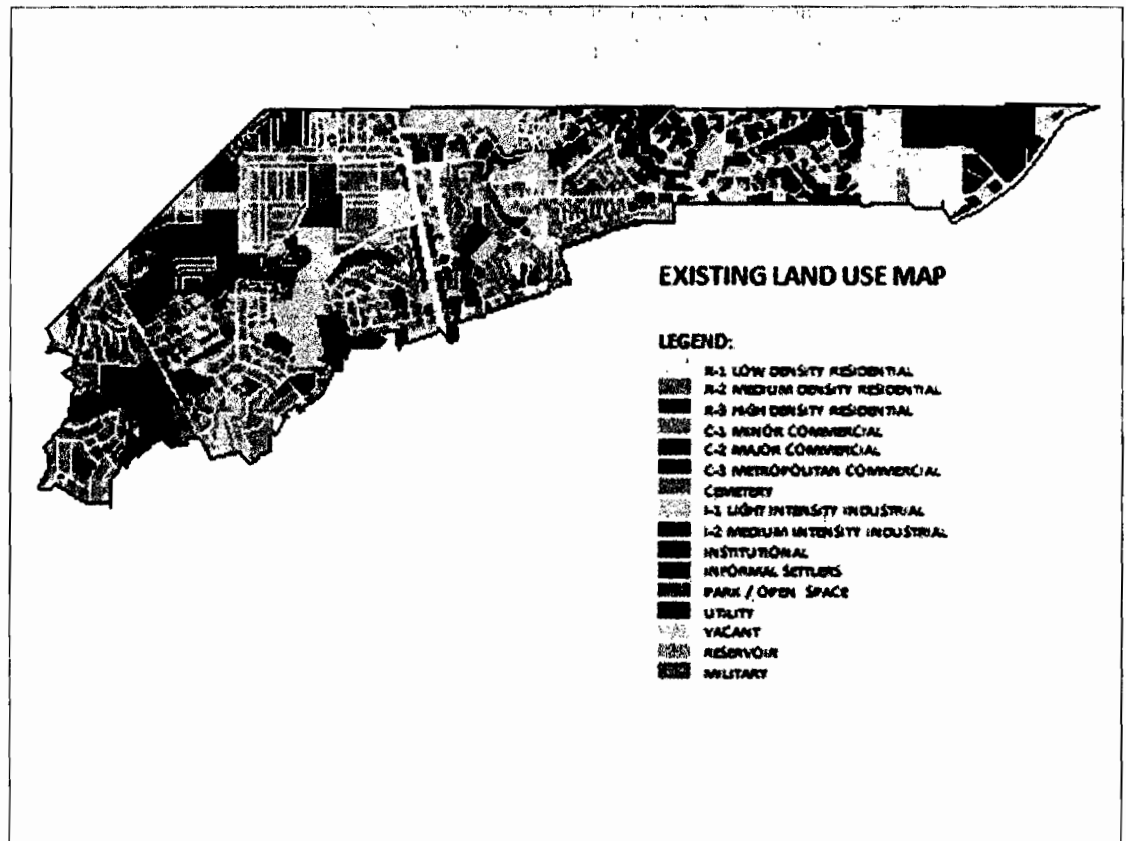 EXISTING LAND USE MAP
LEGEND:
R-1 LOW DENSITY RESIDENTIAL
R-2 MEDIUM DENSITY RESIDENTIAL
R-3 HIGH DENSITY RESIDENTIAL
C-1 MINOR COMMERCIAL
C-2 MAJOR COMMERCIAL
C-3 METROPOLITAN COMMERCIAL
CEMETERY
I-1 LIGHT INTENSITY INDUSTRIAL
I-2 MEDIUM INTENSITY INDUSTRIAL
INSTITUTIONAL
INFORMAL SETTLERS
PARK / OPEN SPACE
UTILITY
VACANT
RESERVOIR
MILITARY